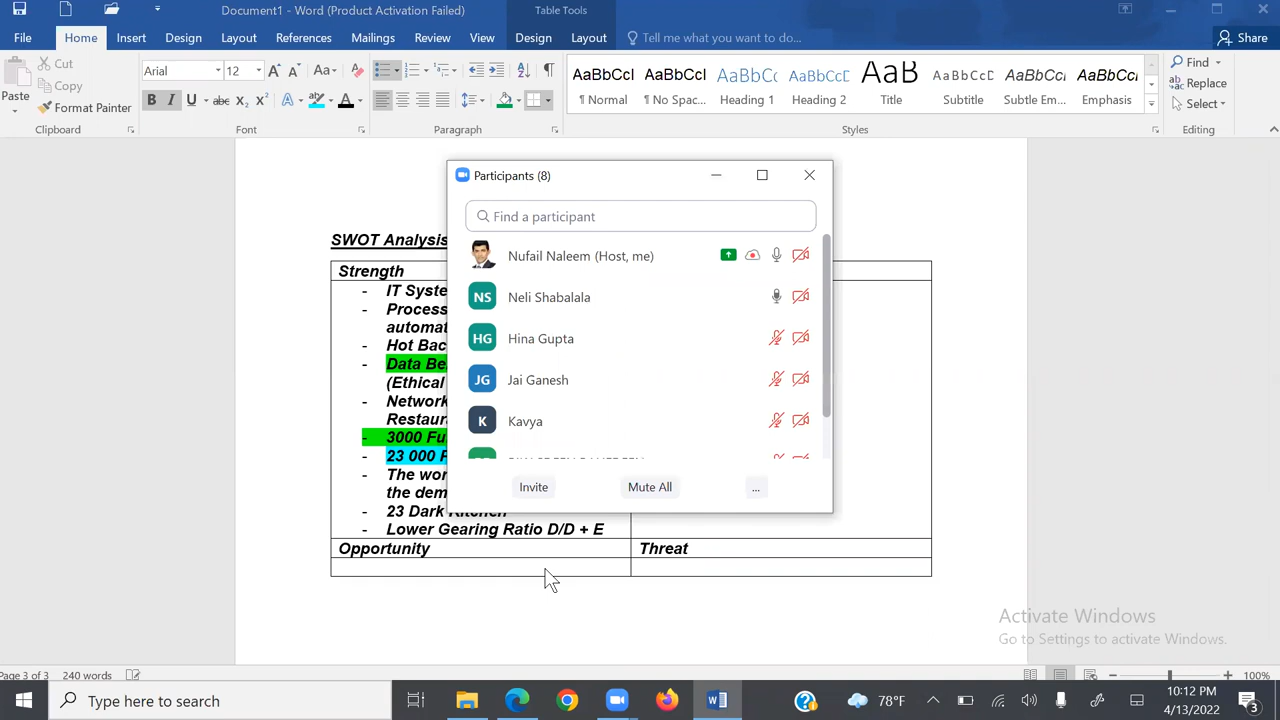 Document1 - Word (Product Activation Failed)
Table Tools
File
Home
Insert
Design
Layout
References
Mailings
Review
View
Design
Layout
Tell me what you want to do...
Share
Paste
Cut
Copy
Format Painter
Clipboard
Arial
12
Font
Paragraph
AaBbCcI
¶ Normal
AaBbCcI
¶ No Spac...
AaBbCc
Heading 1
AaBbCcD
Heading 2
AaB
Title
AaBbCcD
Subtitle
AaBbCcD
Subtle Em...
AaBbCcD
Emphasis
Styles
Find
Replace
Select
Editing
SWOT Analysis
Strength
- IT Syste
- Process
automat
- Hot Bac
- Data Be
(Ethical
- Network
Restaur
- 3000 Fu
- 23 000 P
- The wor
the dem
- 23 Dark Kitchen
- Lower Gearing Ratio D/D + E
Opportunity
Threat
Participants (8)
Find a participant
Nufail Naleem (Host, me)
NS Neli Shabalala
HG Hina Gupta
JG Jai Ganesh
K Kavya
Invite
Mute All
...
Activate Windows
Go to Settings to activate Windows.
Page 3 of 3
240 words
100%
Type here to search
78°F
10:12 PM
4/13/2022
3